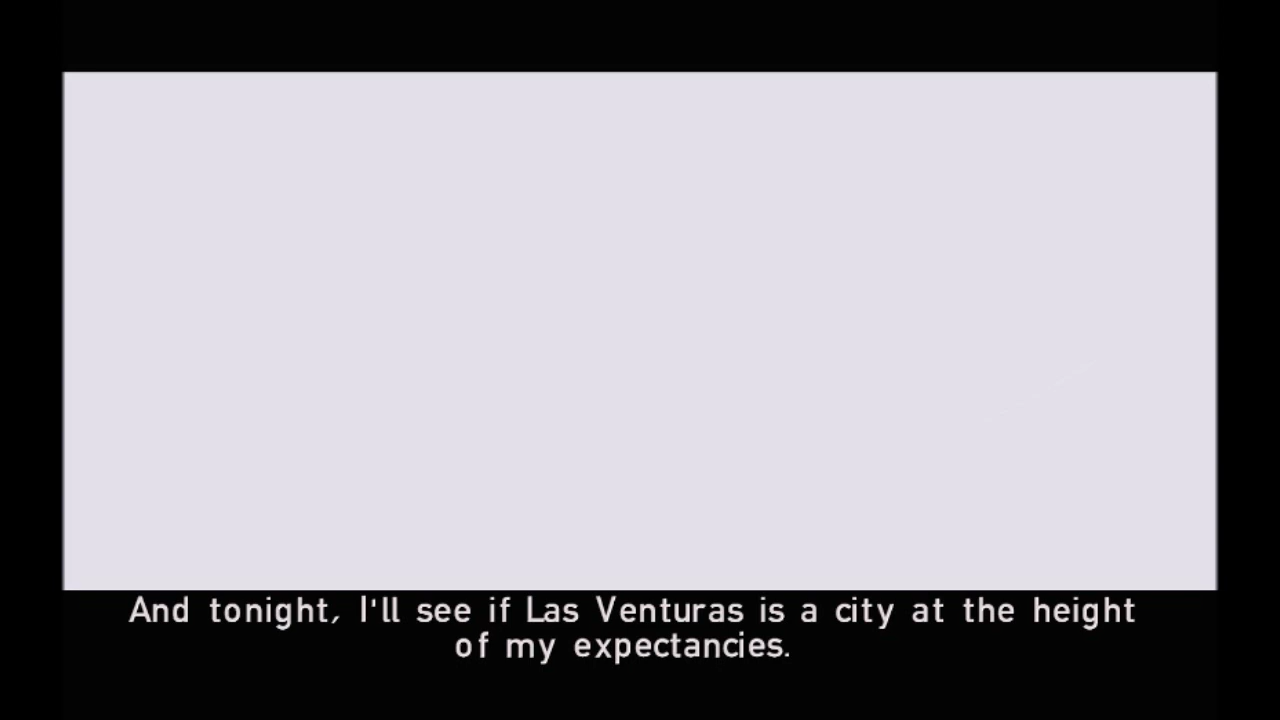 And tonight, I'll see if Las Venturas is a city at the height
of my expectancies.